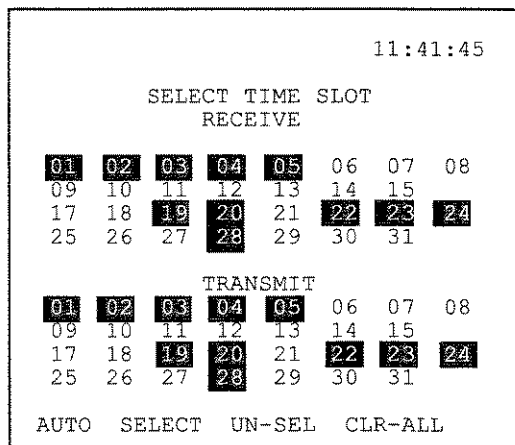 11:41:45
SELECT TIME SLOT
RECEIVE
01 02 03 04 05 06 07 08
09 10 11 12 13 14 15
17 18 19 20 21 22 23 24
25 26 27 28 29 30 31
TRANSMIT
01 02 03 04 05 06 07 08
09 10 11 12 13 14 15
17 18 19 20 21 22 23 24
25 26 27 28 29 30 31
AUTO SELECT UN-SEL CLR-ALL